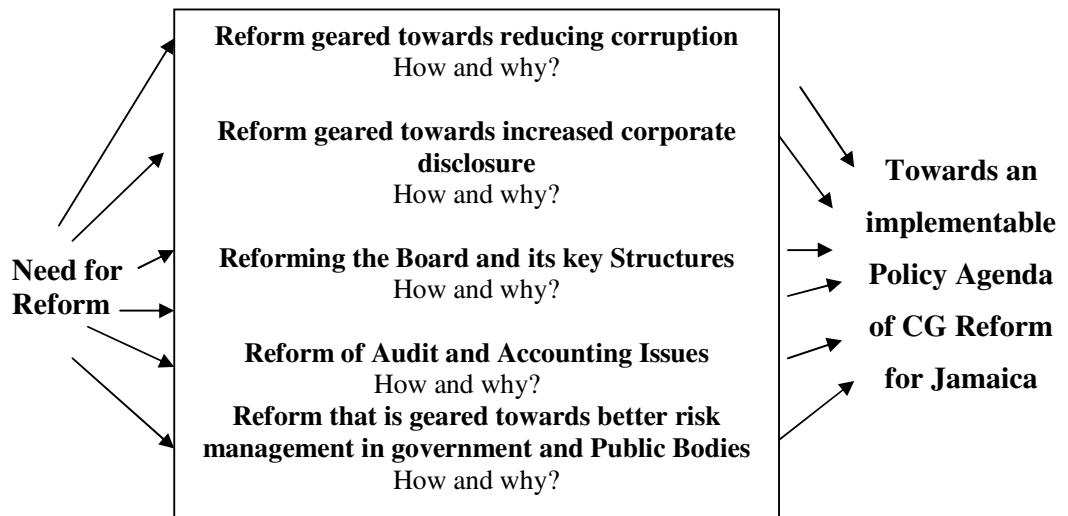 Need for
Reform
Reform geared towards reducing corruption
How and why?
Reform geared towards increased corporate
disclosure
How and why?
Reforming the Board and its key Structures
How and why?
Reform of Audit and Accounting Issues
How and why?
Reform that is geared towards better risk
management in government and Public Bodies
How and why?
Towards an
implementable
Policy Agenda
of CG Reform
for Jamaica